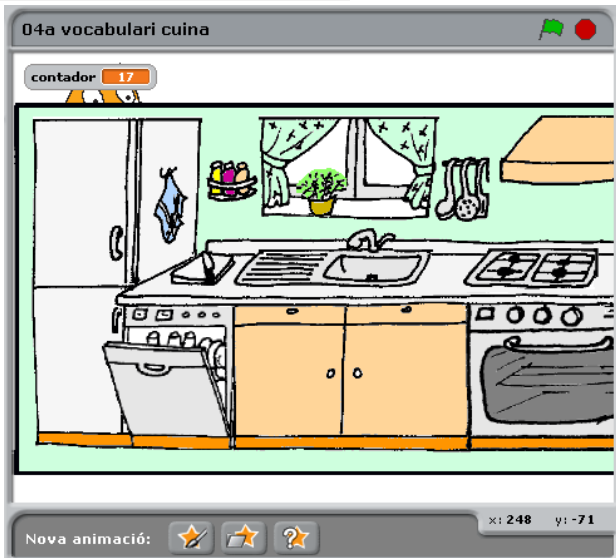 04a vocabulari cuina
contador 17
x: 248 y: -71
Nova animació: